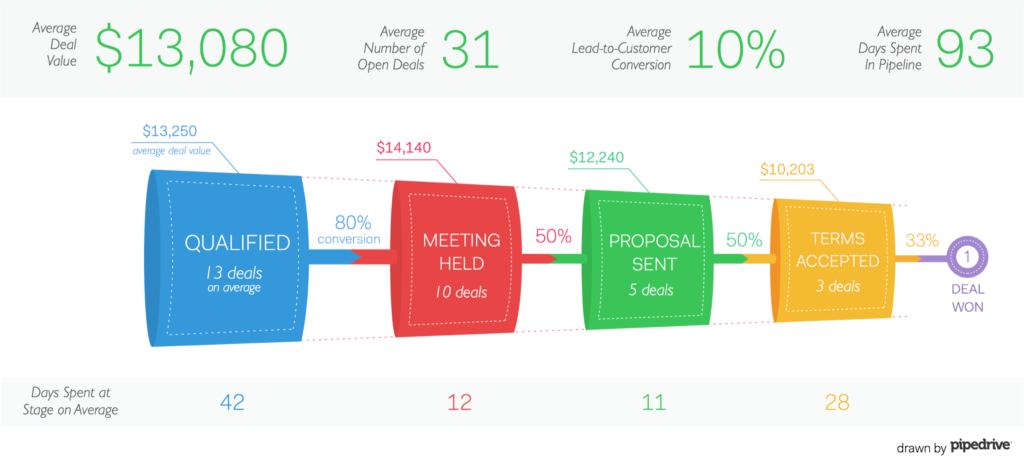 Average
Deal
Value
$13,080
Average
Number of
Open Deals
31
Average
Lead-to-Customer
Conversion
10%
Average
Days Spent
In Pipeline
93
$13,250
average deal value
$14,140
$12,240
$10,203
QUALIFIED
13 deals
on average
80%
conversion
MEETING
HELD
10 deals
50%
PROPOSAL
SENT
5 deals
50%
TERMS
ACCEPTED
3 deals
33%
1
DEAL
WON
Days Spent at
Stage on Average
42
12
11
28
drawn by pipedrive